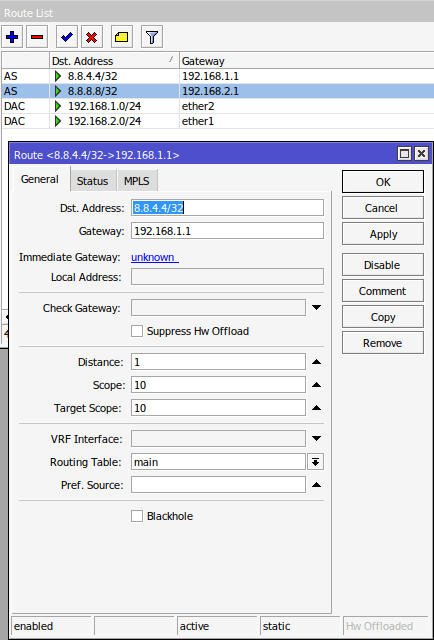 Route List
Dst. Address / Gateway
AS 8.8.4.4/32 192.168.1.1
AS 8.8.8.8/32 192.168.2.1
DAC 192.168.1.0/24 ether2
DAC 192.168.2.0/24 ether1
Route <8.8.4.4/32->192.168.1.1>
General Status MPLS
OK
Dst. Address: 8.8.4.4/32
Cancel
Gateway: 192.168.1.1
Apply
Immediate Gateway: unknown
Disable
Local Address:
Comment
Check Gateway:
Copy
Suppress Hw Offload
Remove
Distance: 1
Scope: 10
Target Scope: 10
VRF Interface:
Routing Table: main
Pref. Source:
Blackhole
enabled active static Hw Offloaded